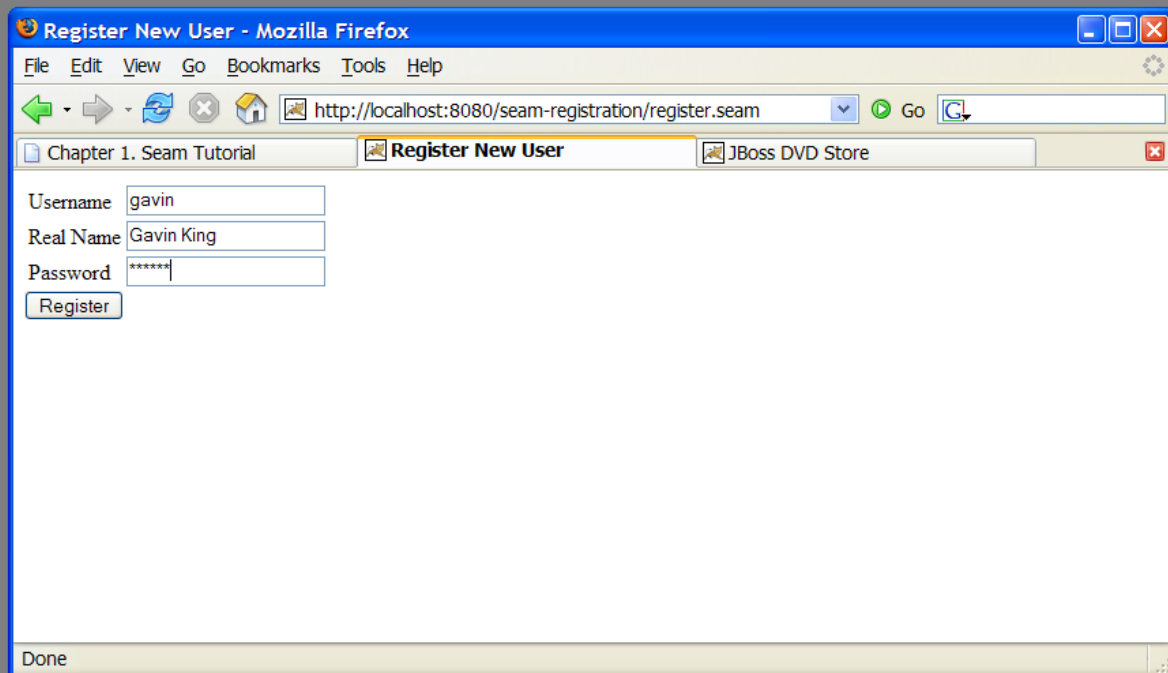 Register New User - Mozilla Firefox
File Edit View Go Bookmarks Tools Help
http://localhost:8080/seam-registration/register.seam Go G
Chapter 1. Seam Tutorial Register New User JBoss DVD Store
Username gavin
Real Name Gavin King
Password ******
Register
Done